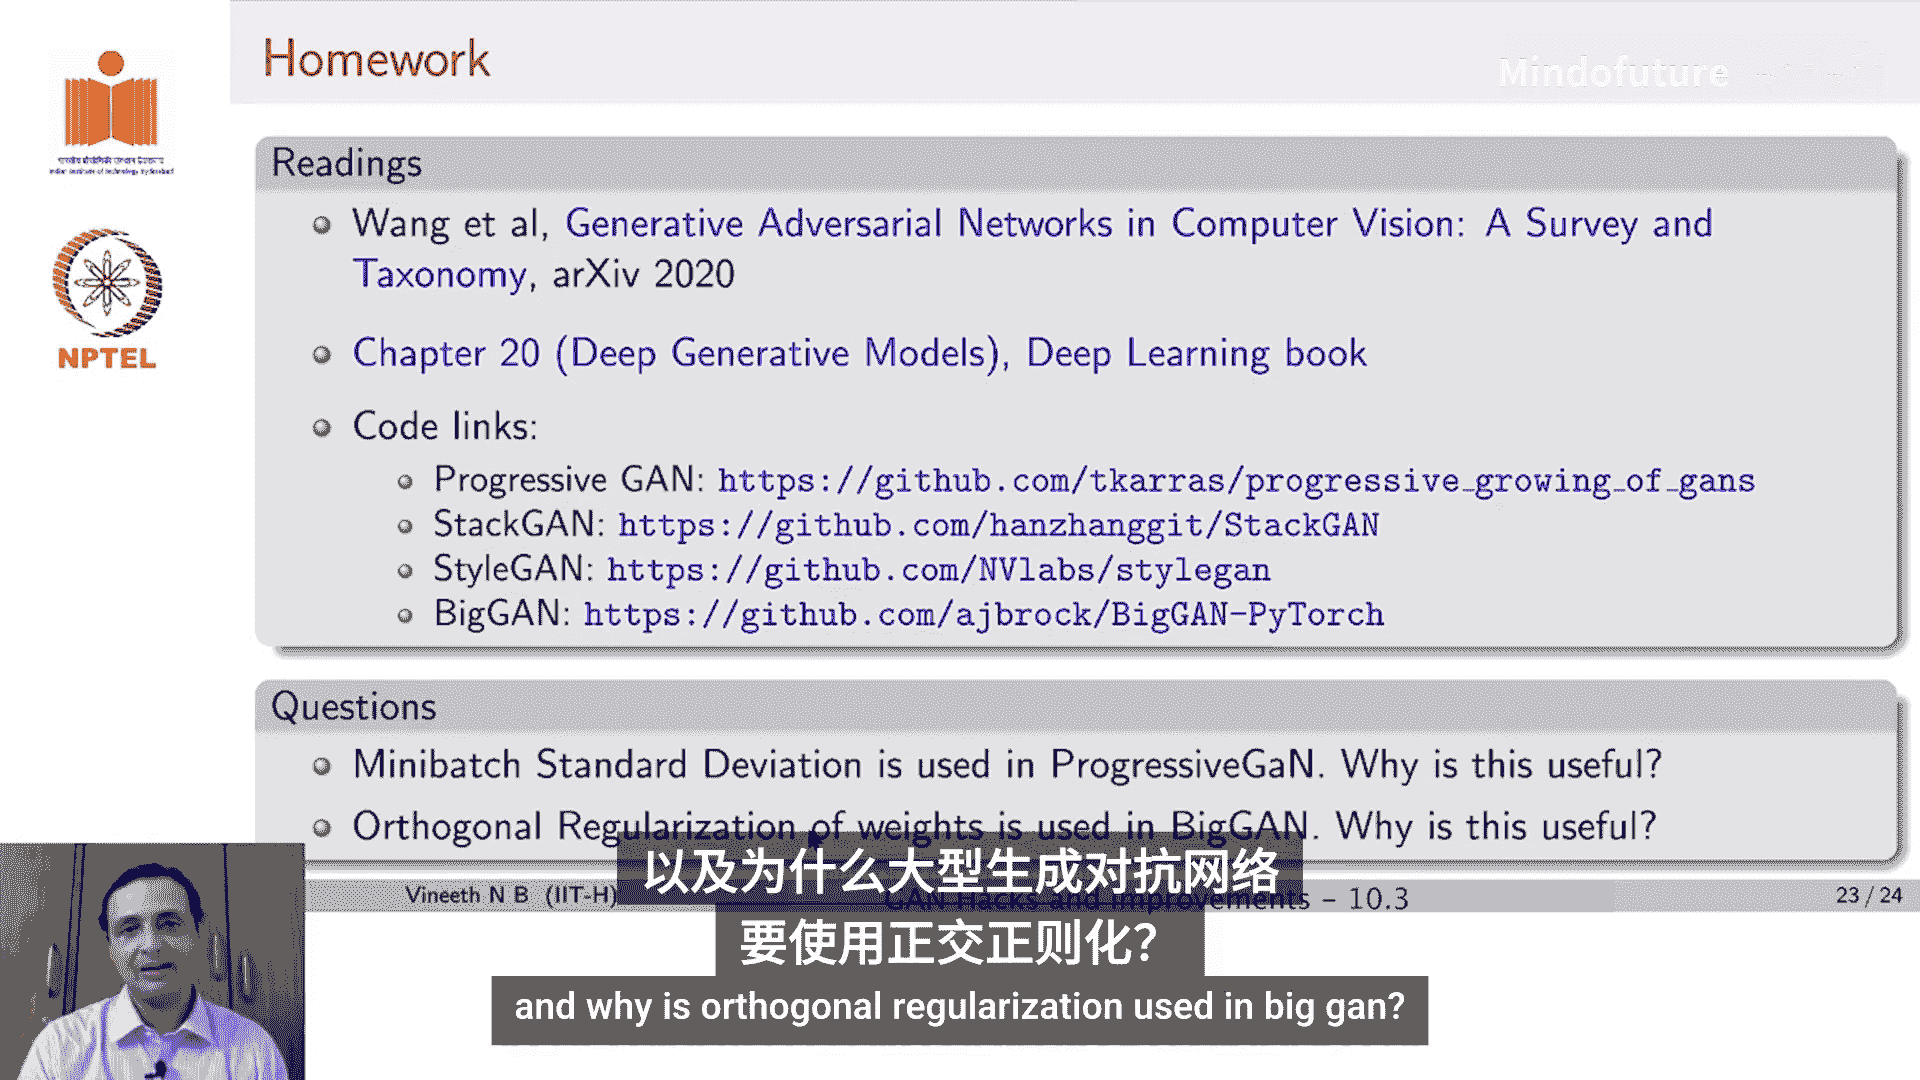 Homework
Mindofuture
Readings
Wang et al, Generative Adversarial Networks in Computer Vision: A Survey and
Taxonomy, arXiv 2020
Chapter 20 (Deep Generative Models), Deep Learning book
Code links:
Progressive GAN: https://github.com/tkarras/progressive_growing_of_gans
StackGAN: https://github.com/hanzhanggit/StackGAN
StyleGAN: https://github.com/NVlabs/stylegan
BigGAN: https://github.com/ajbrock/BigGAN-PyTorch
NPTEL
Questions
Minibatch Standard Deviation is used in ProgressiveGaN. Why is this useful?
Orthogonal Regularization of weights is used in BigGAN. Why is this useful?
Vineeth N B (IIT-H)
GAN Hacks and Improvements – 10.3
23 / 24
以及为什么大型生成对抗网络
要使用正交正则化？
and why is orthogonal regularization used in big gan?